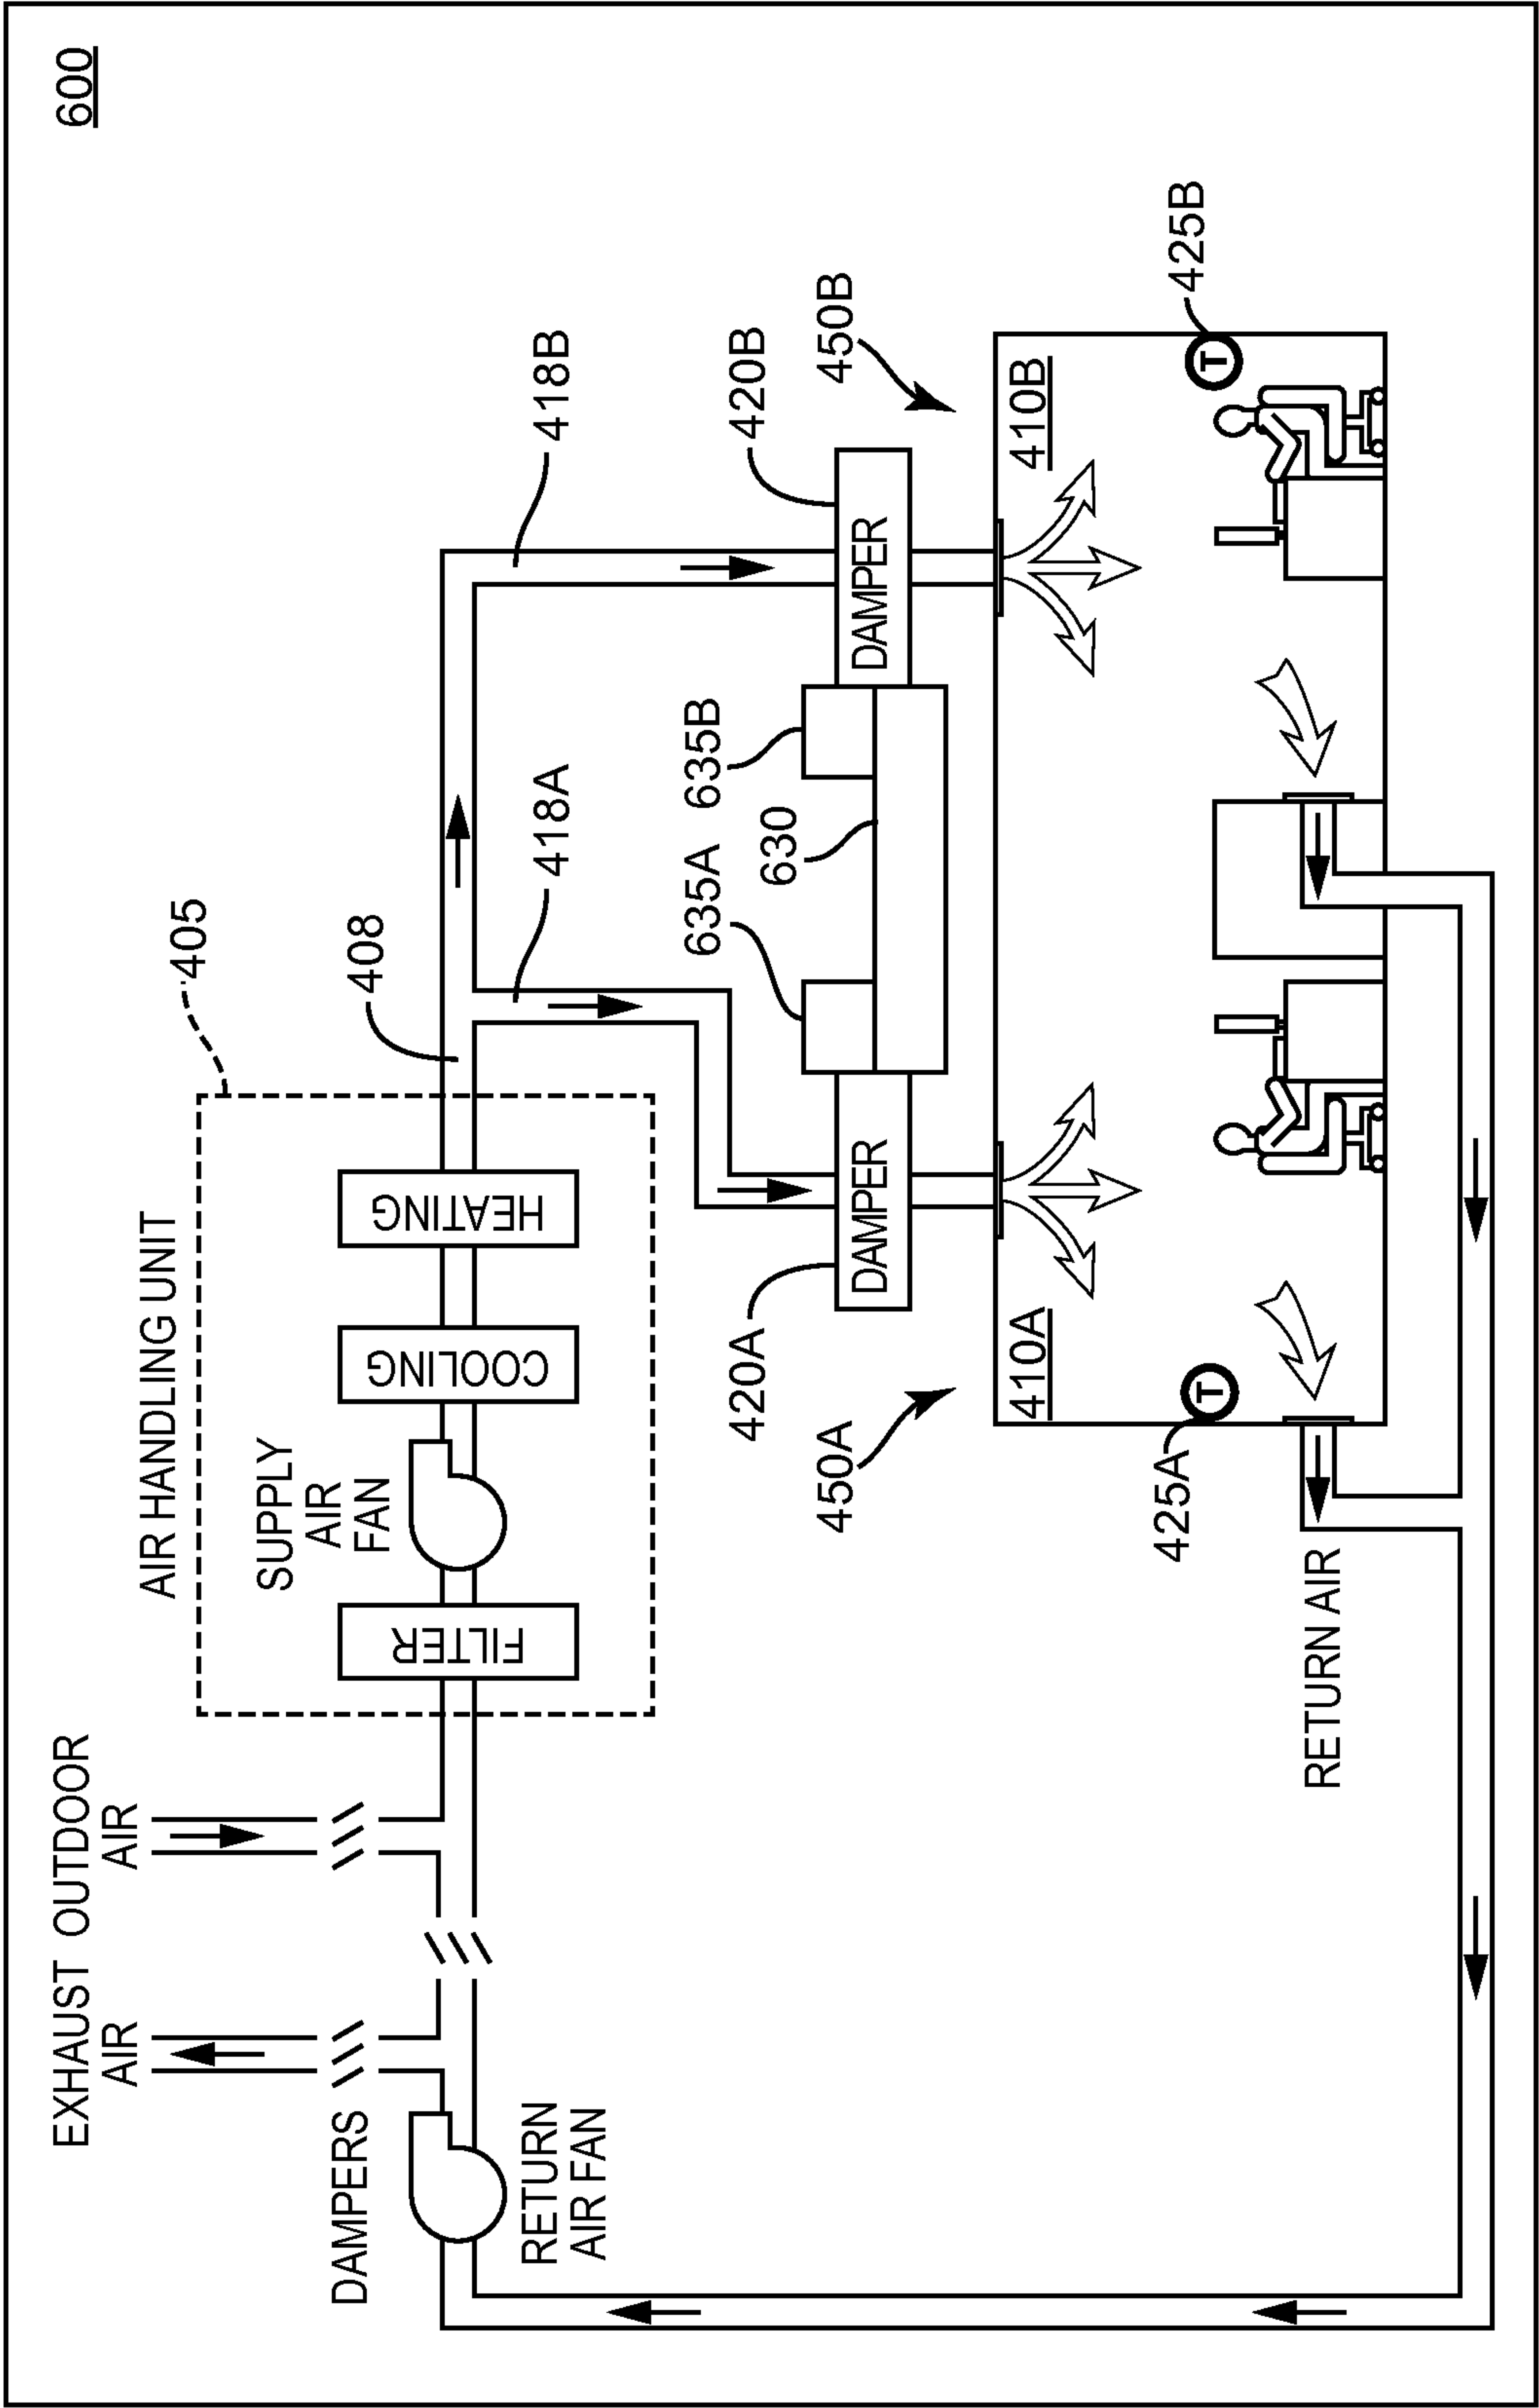 600
EXHAUST OUTDOOR
AIR
AIR
DAMPERS
RETURN
AIR FAN
AIR HANDLING UNIT
405
SUPPLY
AIR
FAN
FILTER
COOLING
HEATING
408
418A
418B
420A
635A
635B
420B
630
DAMPER
DAMPER
450A
450B
410A
410B
T
T
425A
425B
RETURN AIR